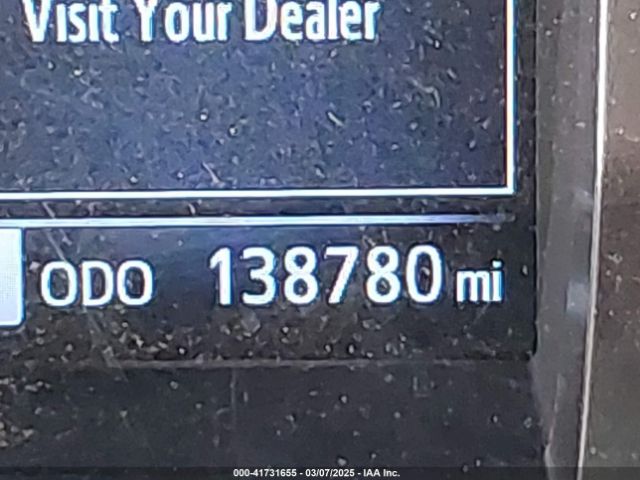 Visit Your Dealer
ODO 138780 mi
000-41731655 - 03/07/2025 - IAA Inc.